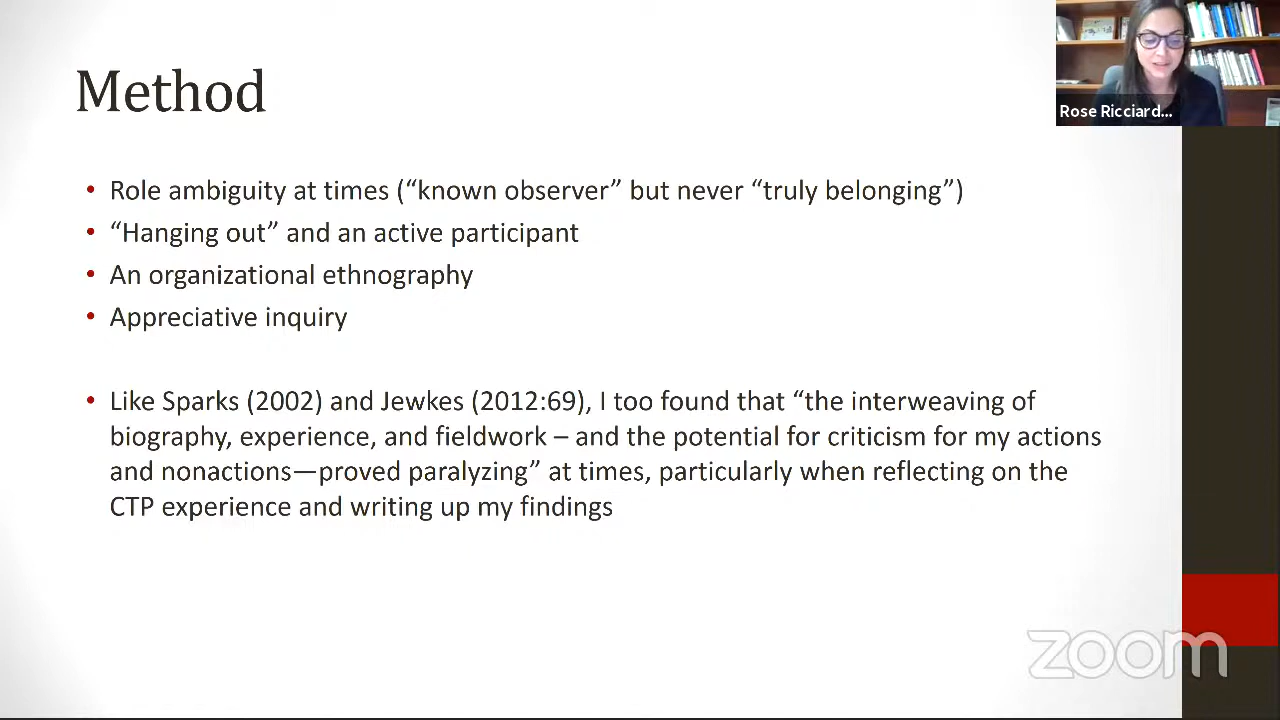 Method
Rose Ricciard...
• Role ambiguity at times (“known observer” but never “truly belonging”)
• “Hanging out” and an active participant
• An organizational ethnography
• Appreciative inquiry
• Like Sparks (2002) and Jewkes (2012:69), I too found that “the interweaving of
biography, experience, and fieldwork – and the potential for criticism for my actions
and nonactions—proved paralyzing” at times, particularly when reflecting on the
CTP experience and writing up my findings
zoom